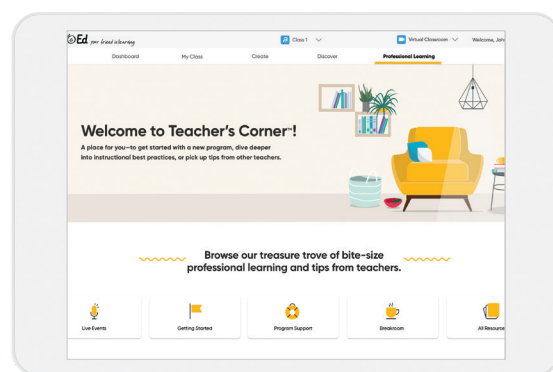 Ed your friend in learning
Class 1
Virtual Classroom
Welcome, Joh
Dashboard
My Class
Create
Discover
Professional Learning
Welcome to Teacher's Corner™!
A place for you—to get started with a new program, dive deeper
into instructional best practices, or pick up tips from other teachers.
Browse our treasure trove of bite-size
professional learning and tips from teachers.
Live Events
Getting Started
Program Support
Breakroom
All Resource